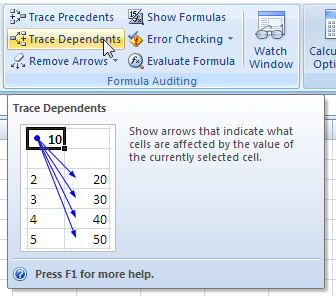 Trace Precedents
Show Formulas
Trace Dependents
Error Checking
Remove Arrows
Evaluate Formula
Watch
Window
Formula Auditing
Trace Dependents
10
Show arrows that indicate what
cells are affected by the value of
the currently selected cell.
2 20
3 30
4 40
5 50
Press F1 for more help.